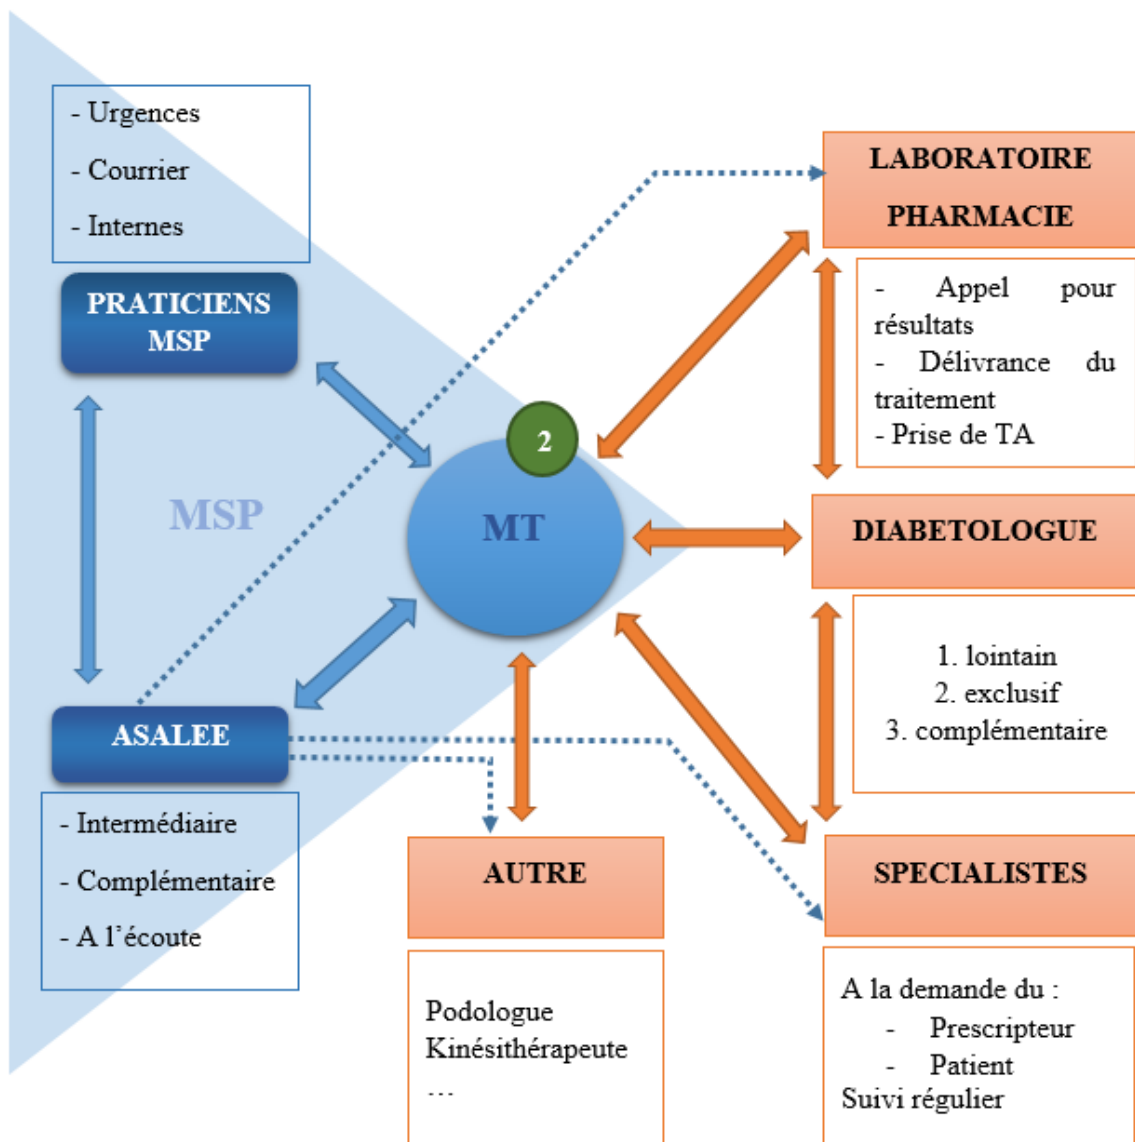 - Urgences
- Courrier
- Internes
PRATICIENS
MSP
MSP
ASALEE
- Intermédiaire
- Complémentaire
- A l’écoute
2
MT
LABORATOIRE
PHARMACIE
- Appel pour
résultats
- Délivrance du
traitement
- Prise de TA
DIABETOLOGUE
1. lointain
2. exclusif
3. complémentaire
AUTRE
Podologue
Kinésithérapeute
…
SPECIALISTES
A la demande du :
- Prescripteur
- Patient
Suivi régulier